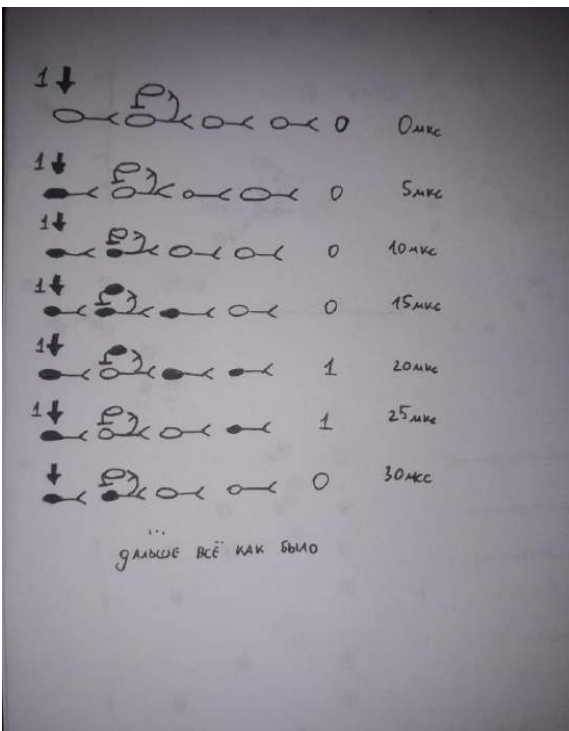 1
0 0мкс
1
0 5мкс
1
0 10мкс
1
0 15мкс
1
1 20мкс
1
1 25мкс
0 30мкс
...
дальше всё как было